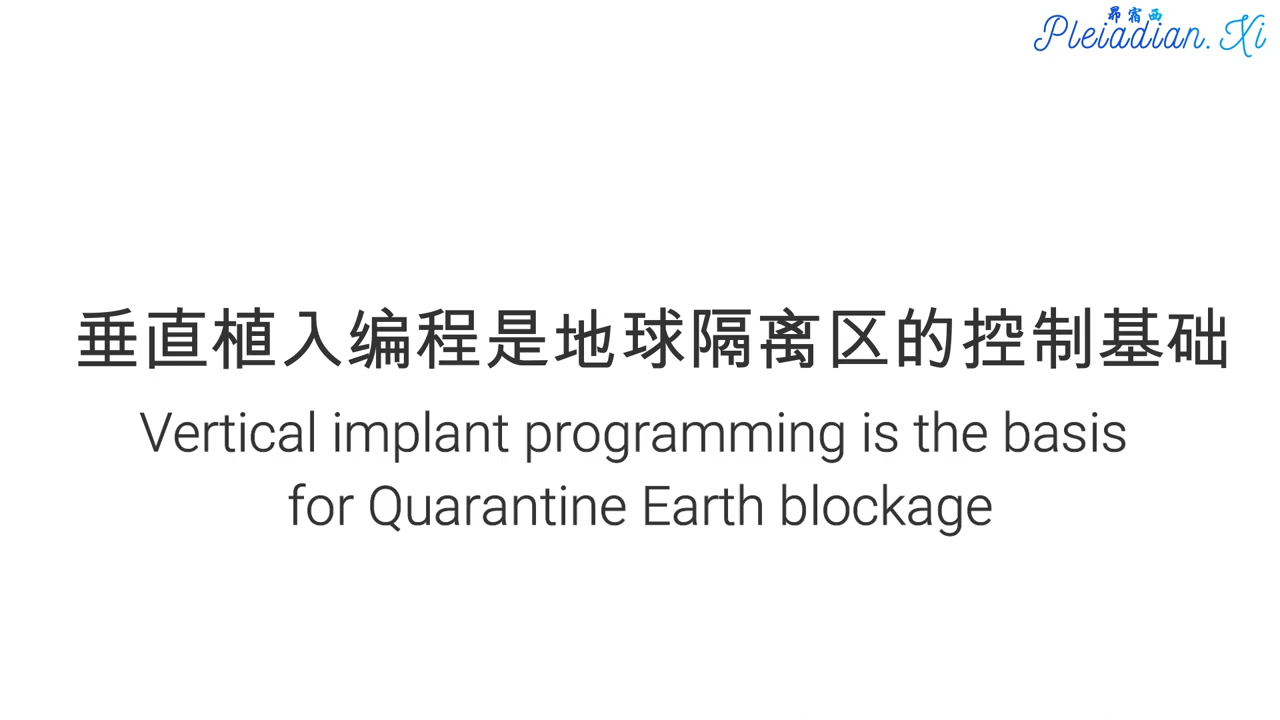 昴宿西
Pleiadian. Xi
垂直植入编程是地球隔离区的控制基础
Vertical implant programming is the basis
for Quarantine Earth blockage